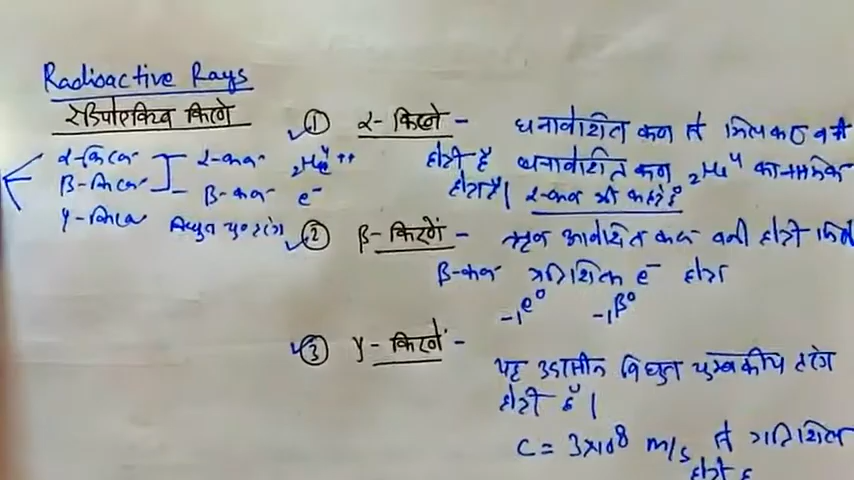 Radioactive Rays
रेडियोएक्टिव किरणें
α-किरण α-कण ₂He⁴⁺⁺
β-किरण β-कण e⁻
γ-किरण विद्युत चु० तरंग
① α-किरणें - धनावेशित कण से मिलकर बनी
होती है धनावेशित कण ₂He⁴ का नाभिक
होता है। α-कण भी कहते हैं
② β-किरणें - ऋण आवेशित कण बनी होती
β-कण गतिशील e⁻ होता
₋₁e⁰ ₋₁β⁰
③ γ-किरणें - यह उदासीन विद्युत चुम्बकीय तरंग
होती है।
C = 3×10⁸ m/s से गतिशील
होती है